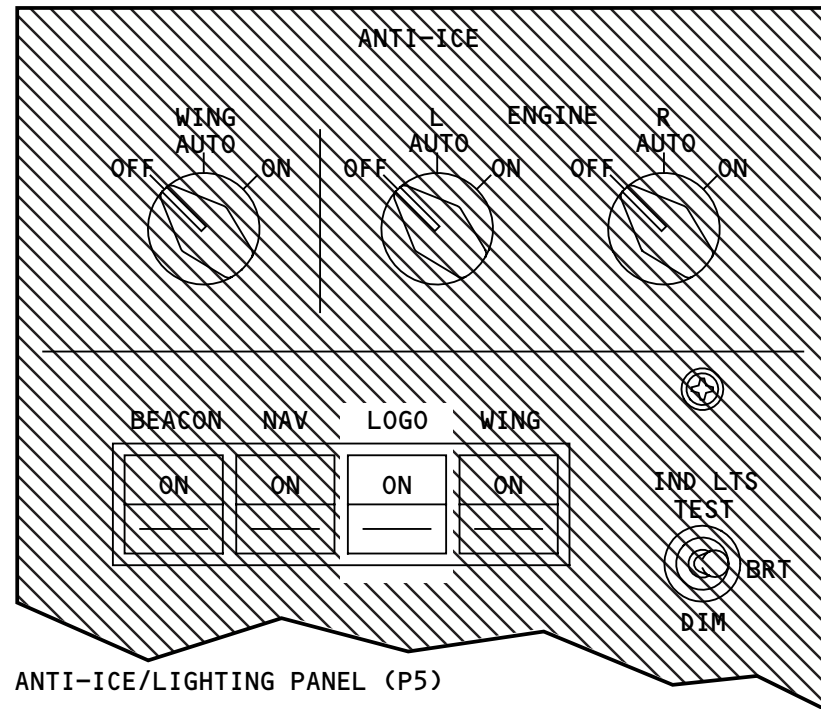 ANTI-ICE
WING L ENGINE R
AUTO AUTO AUTO
OFF ON OFF ON OFF ON
BEACON NAV LOGO WING
ON ON ON ON
IND LTS
TEST
BRT
DIM
ANTI-ICE/LIGHTING PANEL (P5)